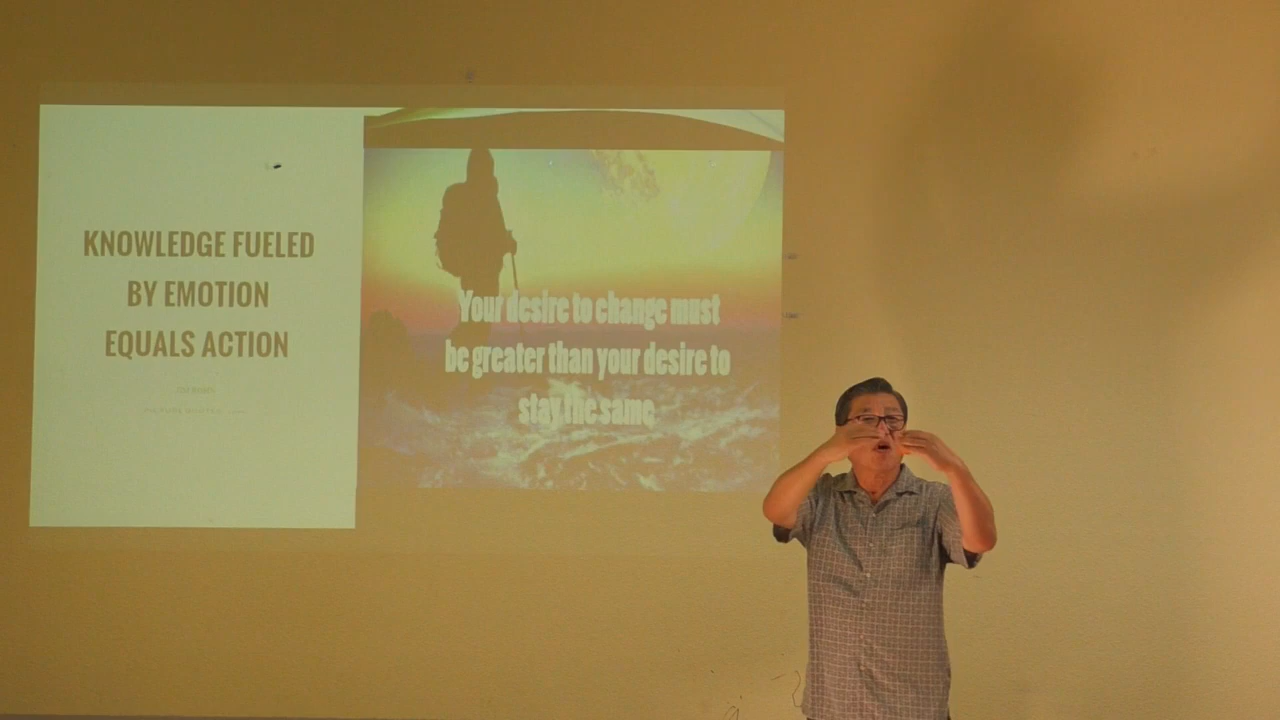 KNOWLEDGE FUELED
BY EMOTION
EQUALS ACTION
Your desire to change must
be greater than your desire to
stay the same